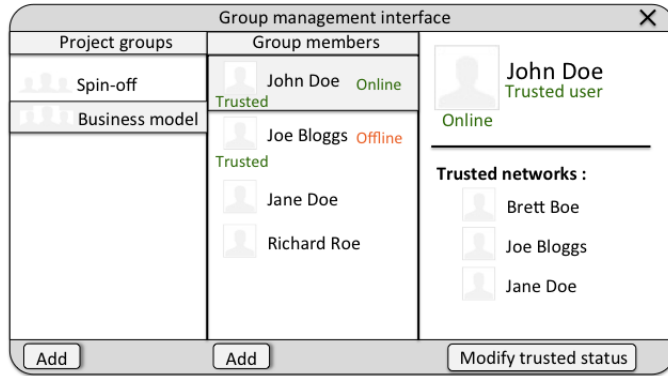 Group management interface
Project groups
Spin-off
Business model
Add
Group members
John Doe Online
Trusted
Joe Bloggs Offline
Trusted
Jane Doe
Richard Roe
Add
John Doe
Trusted user
Online
Trusted networks :
Brett Boe
Joe Bloggs
Jane Doe
Modify trusted status